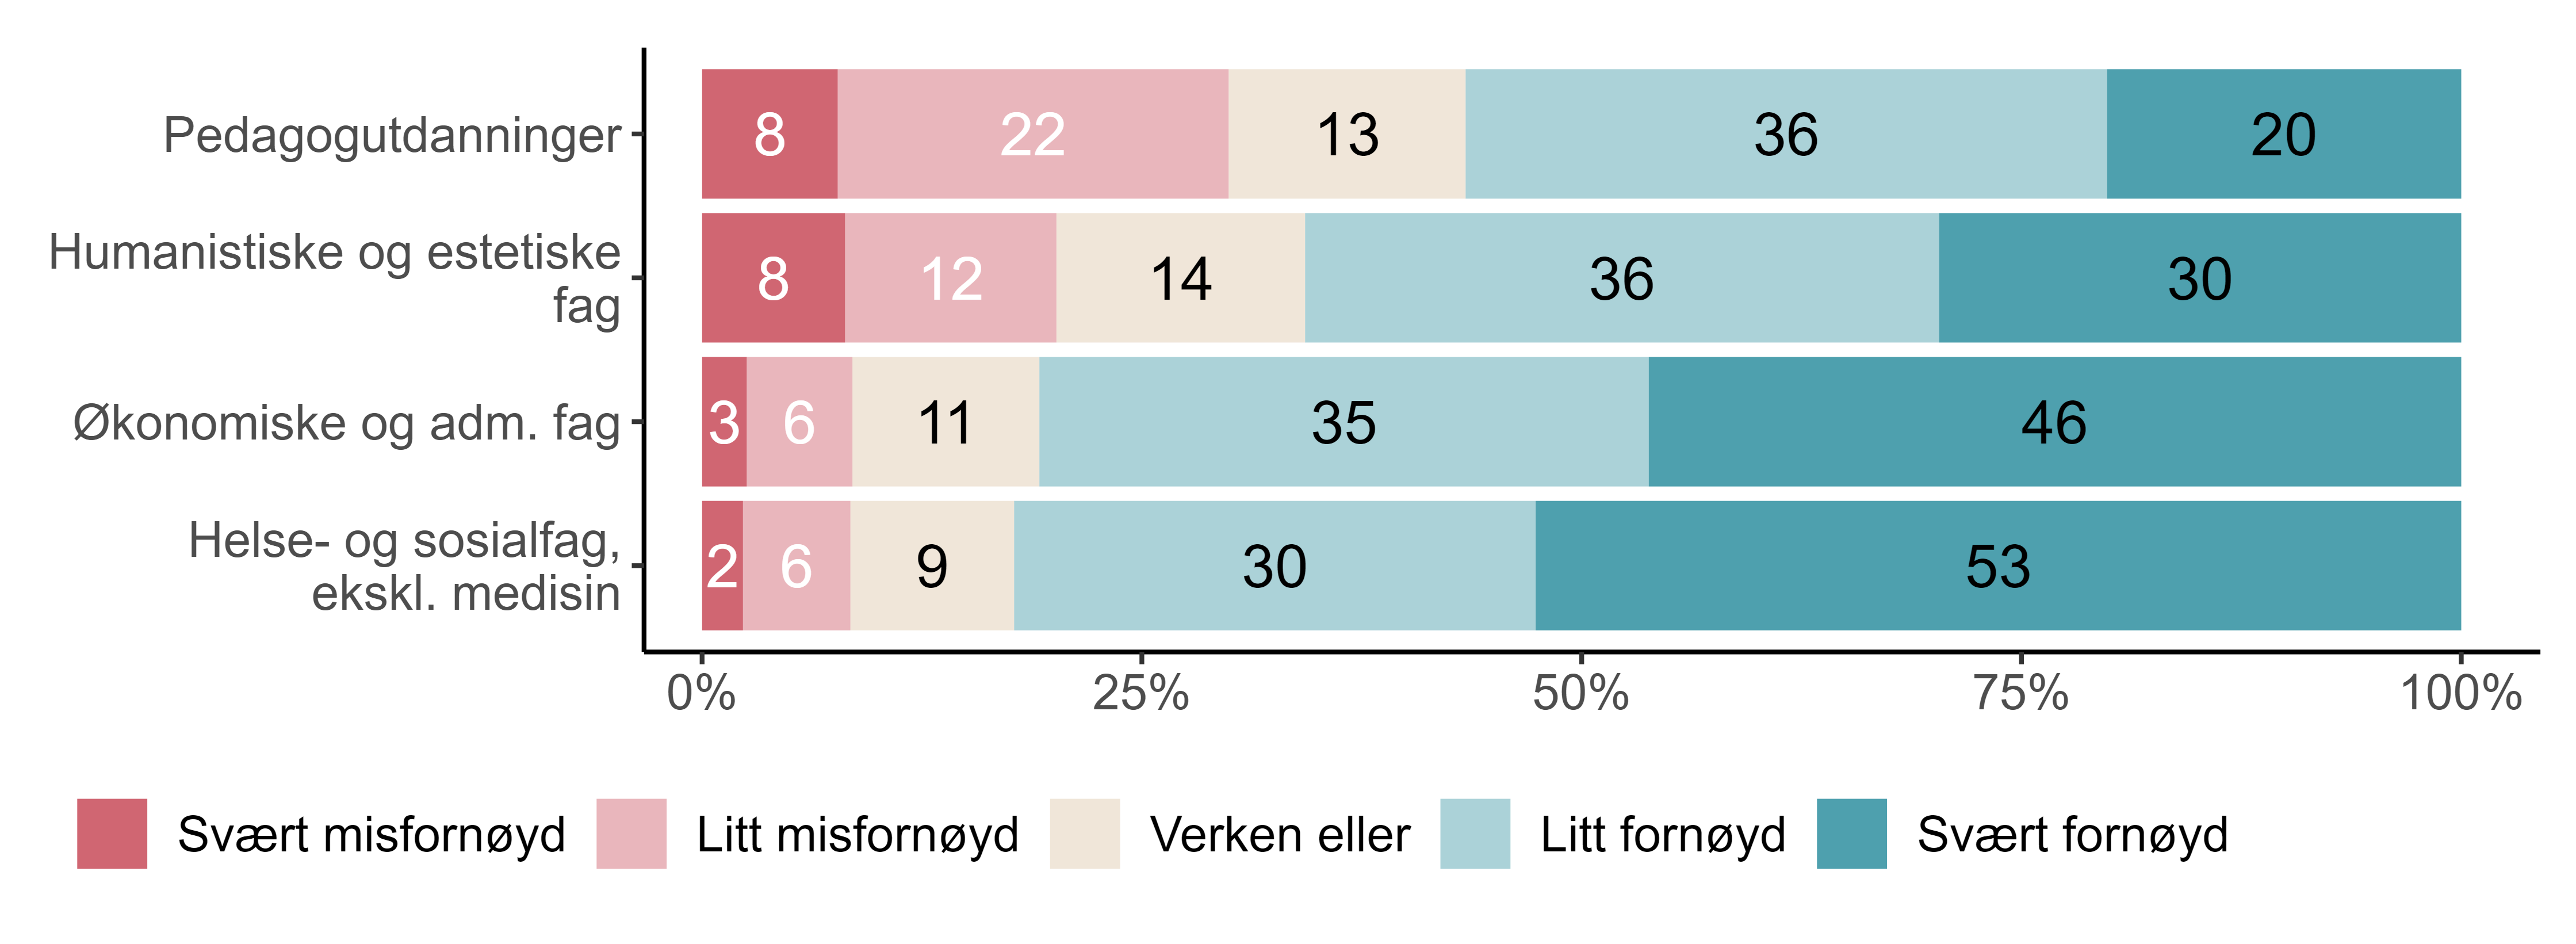 Pedagogutdanninger
8 22 13 36 20
Humanistiske og estetiske
fag
8 12 14 36 30
Økonomiske og adm. fag
3 6 11 35 46
Helse- og sosialfag,
ekskl. medisin
2 6 9 30 53
0% 25% 50% 75% 100%
Svært misfornøyd Litt misfornøyd Verken eller Litt fornøyd Svært fornøyd